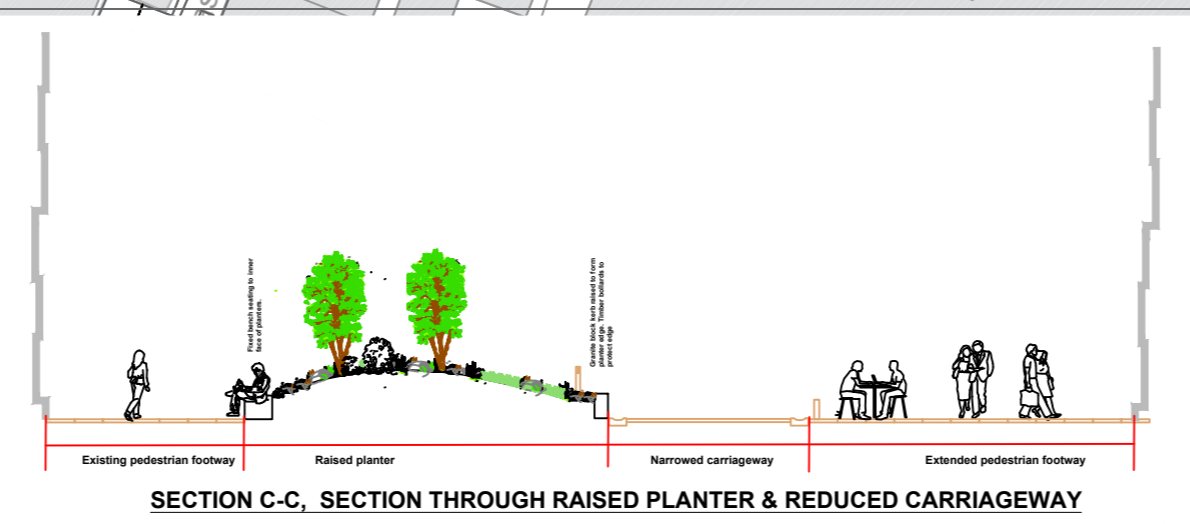 Fixed bench seating to inner
face of planters.
Granite block kerb raised to form
planter edge. Timber bollards to
protect edge
Existing pedestrian footway
Raised planter
Narrowed carriageway
Extended pedestrian footway
SECTION C-C, SECTION THROUGH RAISED PLANTER & REDUCED CARRIAGEWAY